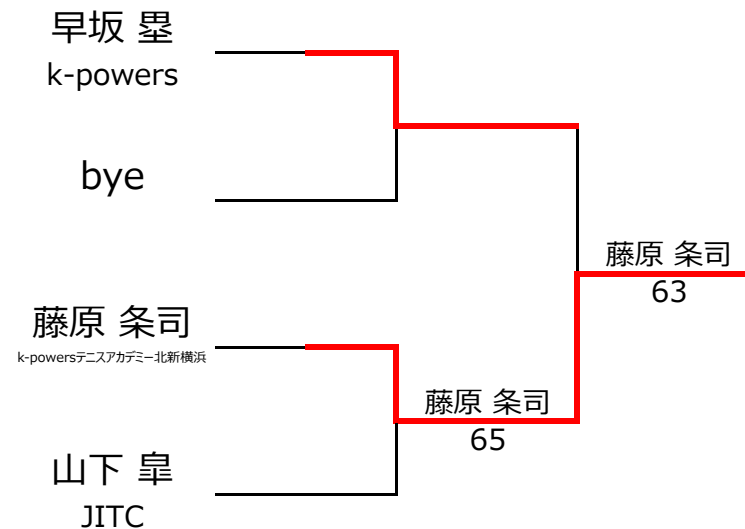 早坂 塁
k-powers
bye
藤原 条司
63
藤原 条司
k-powersテニスアカデミー北新横浜
藤原 条司
65
山下 皐
JITC